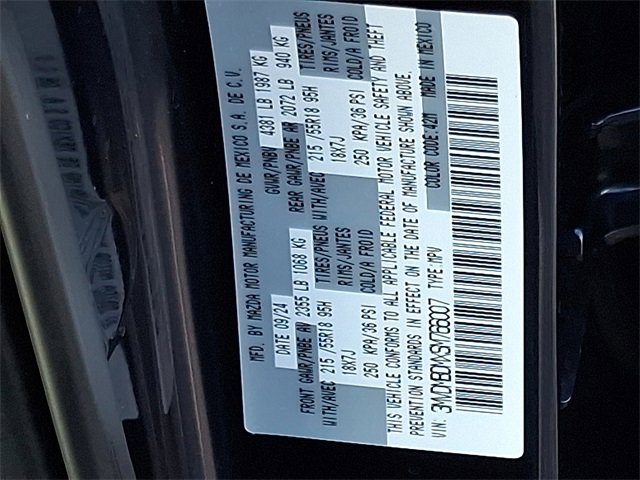 MFD. BY MAZDA MOTOR MANUFACTURING DE MEXICO S.A. DE C.V.
DATE 09/24 GVWR/PNBV 4381 LB 1987 KG
FRONT GAWR/PNBE AV 2355 LB 1068 KG REAR GAWR/PNBE AR 2072 LB 940 KG
WITH/AVEC 215 /55R18 95H TIRES/PNEUS WITH/AVEC 215 /55R18 95H TIRES/PNEUS
18X7J RIMS/JANTES 18X7J RIMS/JANTES
250 KPA/36 PSI COLD/A FROID 250 KPA/36 PSI COLD/A FROID
THIS VEHICLE CONFORMS TO ALL APPLICABLE FEDERAL MOTOR VEHICLE SAFETY AND THEFT
PREVENTION STANDARDS IN EFFECT ON THE DATE OF MANUFACTURE SHOWN ABOVE.
VIN: TYPE: MPV COLOR CODE: 42M MADE IN MEXICO